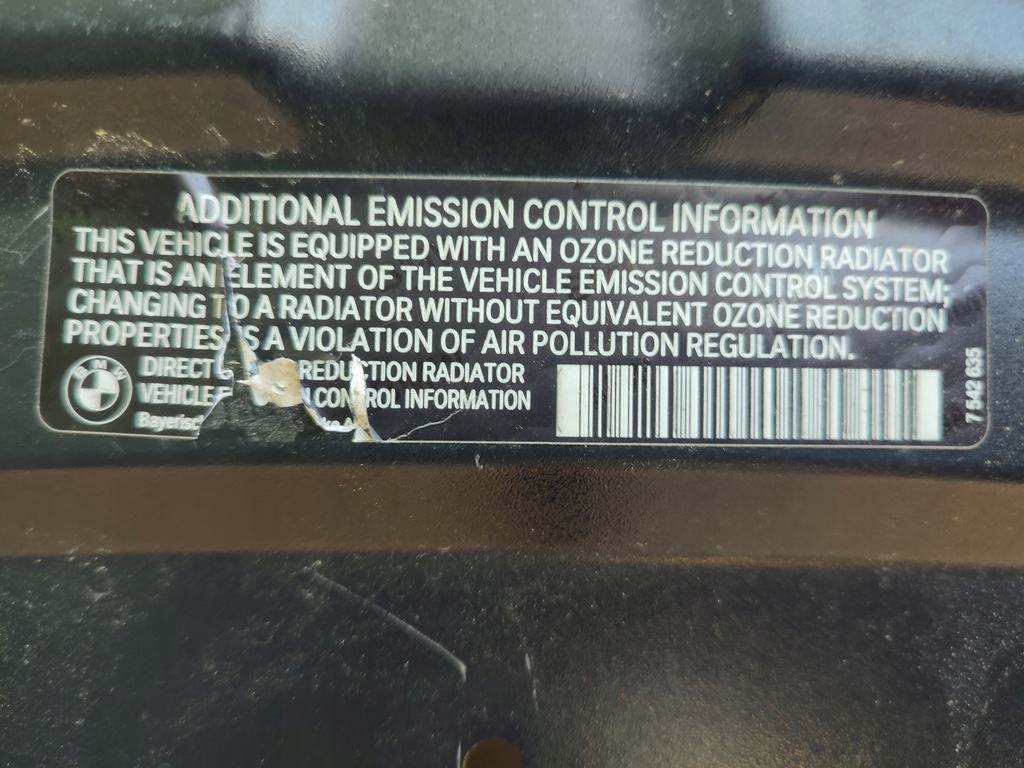 ADDITIONAL EMISSION CONTROL INFORMATION
THIS VEHICLE IS EQUIPPED WITH AN OZONE REDUCTION RADIATOR
THAT IS AN ELEMENT OF THE VEHICLE EMISSION CONTROL SYSTEM;
CHANGING TO A RADIATOR WITHOUT EQUIVALENT OZONE REDUCTION
PROPERTIES IS A VIOLATION OF AIR POLLUTION REGULATION.
BMW
DIRECT REDUCTION RADIATOR
VEHICLE CONTROL INFORMATION
7 542 635